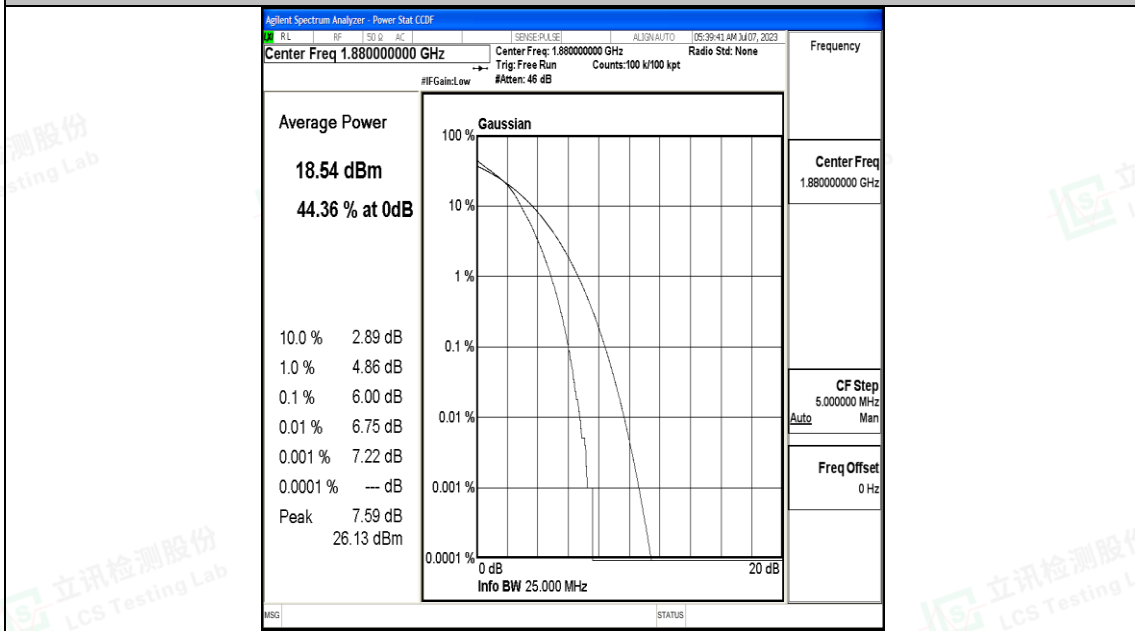 Agilent Spectrum Analyzer - Power Stat CCDF
RL RF 50 Ω AC SENSE:PULSE ALIGN AUTO 05:39:41 AM Jul 07, 2023
Center Freq 1.880000000 GHz
Center Freq: 1.880000000 GHz Radio Std: None
Trig: Free Run Counts:100 k/100 kpt
#IFGain:Low #Atten: 46 dB
Frequency
Average Power
18.54 dBm
44.36 % at 0dB
10.0 % 2.89 dB
1.0 % 4.86 dB
0.1 % 6.00 dB
0.01 % 6.75 dB
0.001 % 7.22 dB
0.0001 % --- dB
Peak 7.59 dB
26.13 dBm
Gaussian
100 %
10 %
1 %
0.1 %
0.01 %
0.001 %
0.0001 %
0 dB 20 dB
Info BW 25.000 MHz
Center Freq
1.880000000 GHz
CF Step
5.000000 MHz
Auto Man
Freq Offset
0 Hz
MSG STATUS
立讯检测股份
LCS Testing Lab